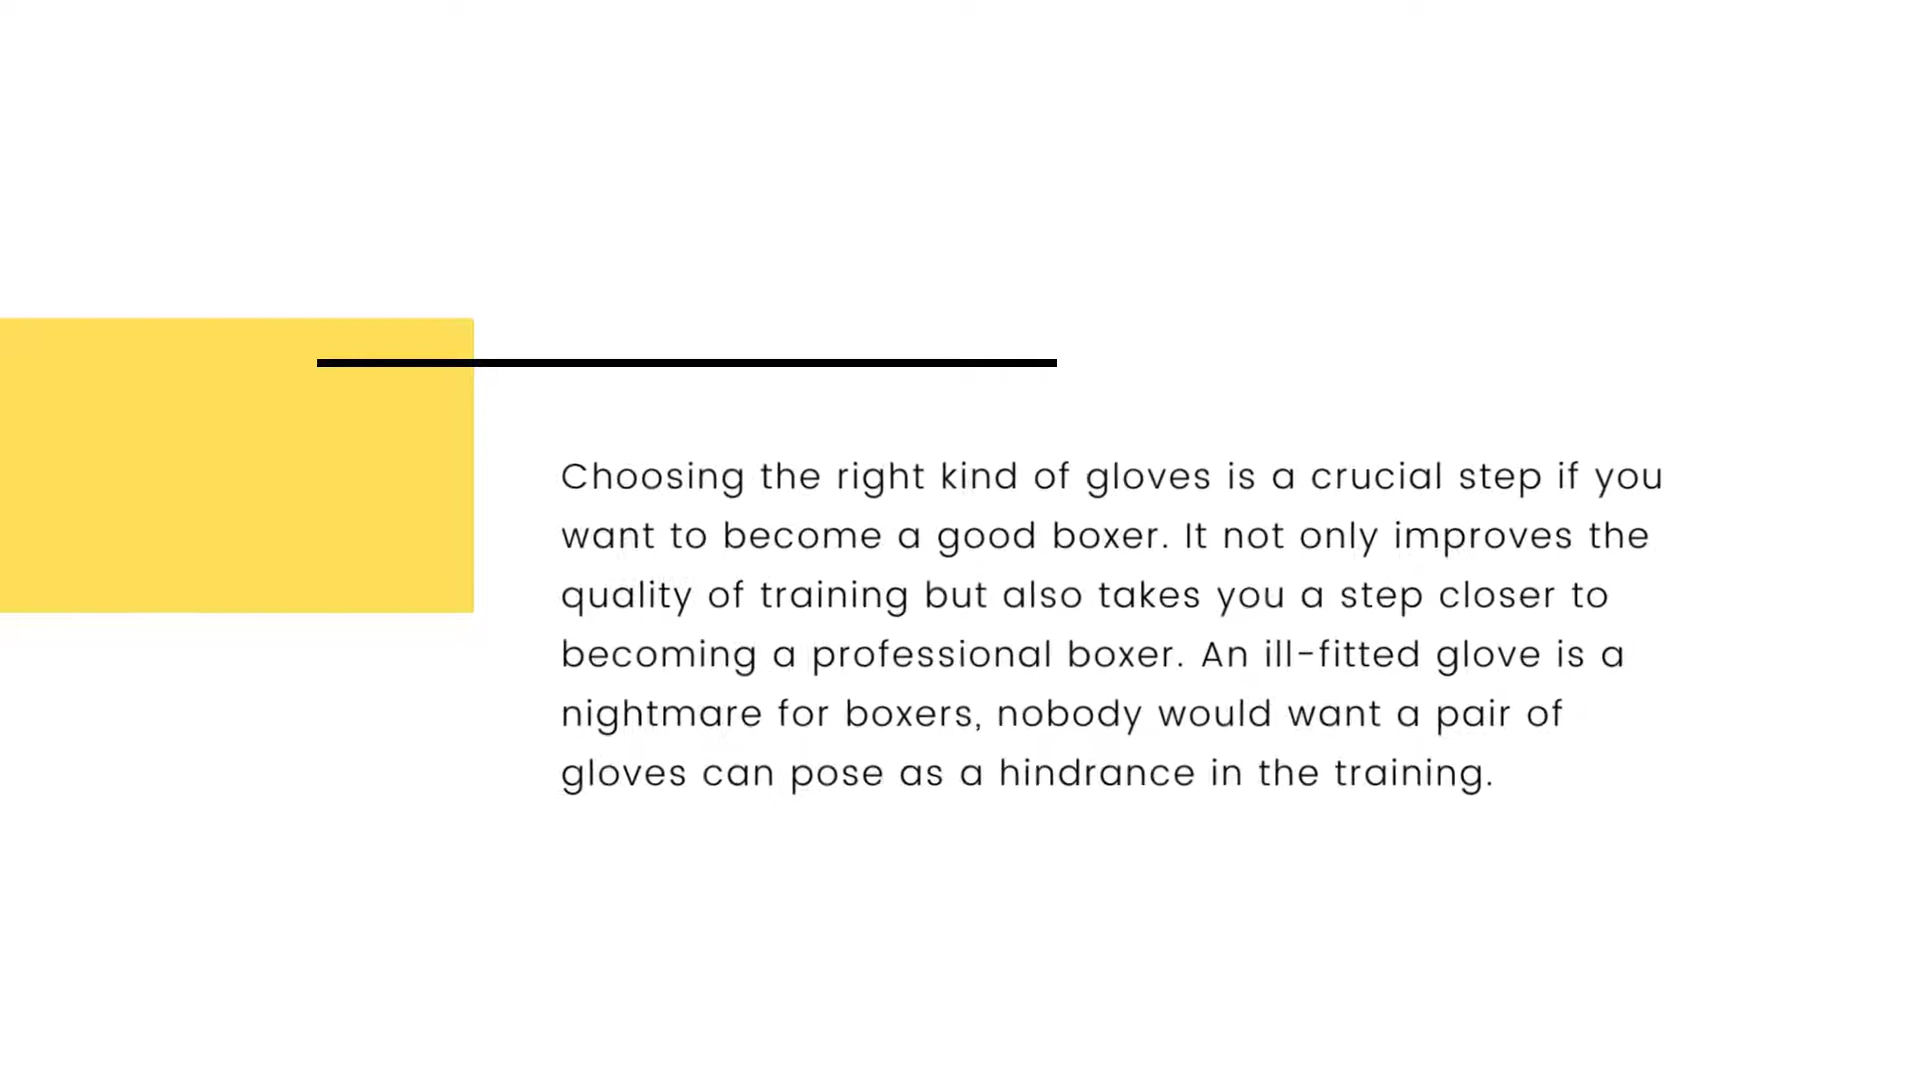 Choosing the right kind of gloves is a crucial step if you
want to become a good boxer. It not only improves the
quality of training but also takes you a step closer to
becoming a professional boxer. An ill-fitted glove is a
nightmare for boxers, nobody would want a pair of
gloves can pose as a hindrance in the training.